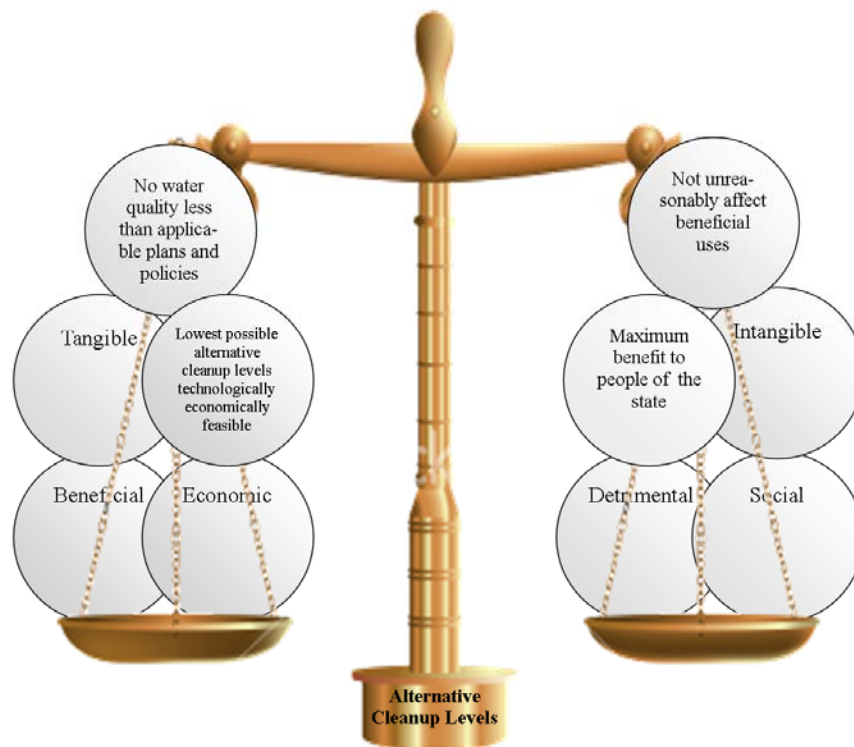 No water
quality less
than applica-
ble plans and
policies
Tangible
Lowest possible
alternative
cleanup levels
technologically
economically
feasible
Beneficial
Economic
Not unrea-
sonably affect
beneficial
uses
Maximum
benefit to
people of the
state
Intangible
Detrimental
Social
Alternative
Cleanup Levels